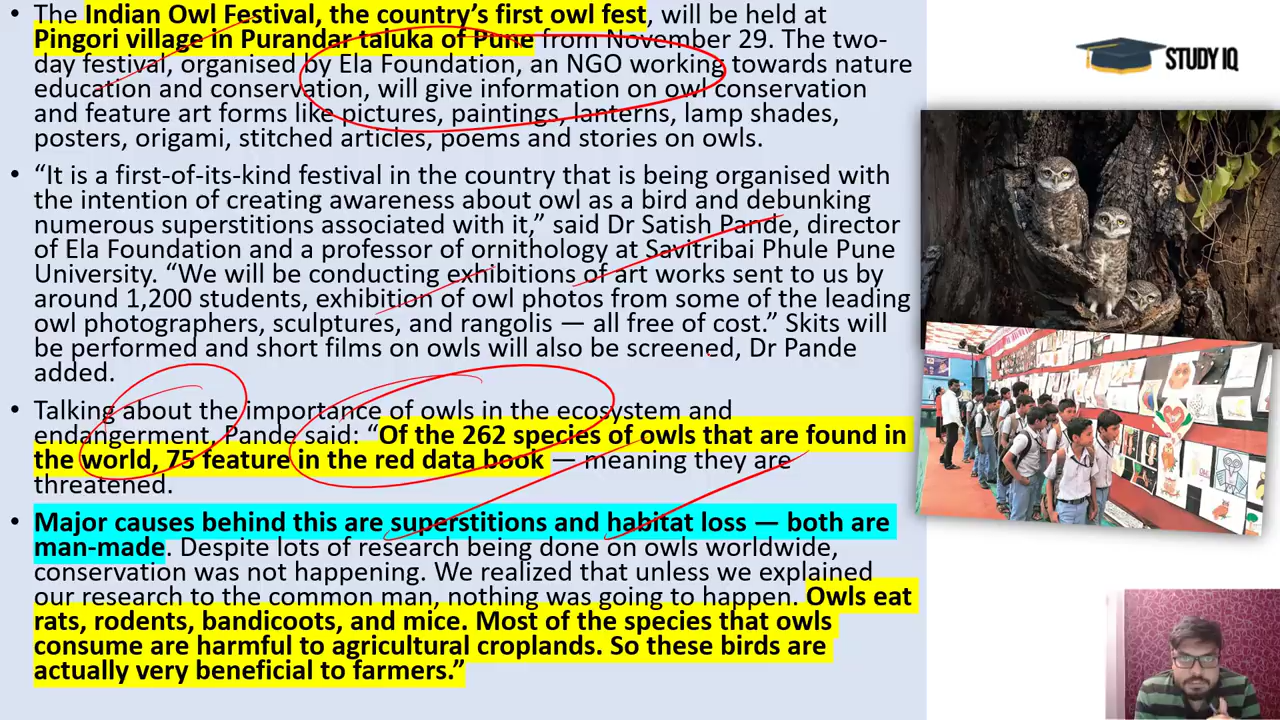 • The Indian Owl Festival, the country's first owl fest, will be held at
Pingori village in Purandar taluka of Pune from November 29. The two-
day festival, organised by Ela Foundation, an NGO working towards nature
education and conservation, will give information on owl conservation
and feature art forms like pictures, paintings, lanterns, lamp shades,
posters, origami, stitched articles, poems and stories on owls.
• “It is a first-of-its-kind festival in the country that is being organised with
the intention of creating awareness about owl as a bird and debunking
numerous superstitions associated with it,” said Dr Satish Pande, director
of Ela Foundation and a professor of ornithology at Savitribai Phule Pune
University. “We will be conducting exhibitions of art works sent to us by
around 1,200 students, exhibition of owl photos from some of the leading
owl photographers, sculptures, and rangolis — all free of cost.” Skits will
be performed and short films on owls will also be screened, Dr Pande
added.
• Talking about the importance of owls in the ecosystem and
endangerment, Pande said: “Of the 262 species of owls that are found in
the world, 75 feature in the red data book — meaning they are
threatened.
• Major causes behind this are superstitions and habitat loss — both are
man-made. Despite lots of research being done on owls worldwide,
conservation was not happening. We realized that unless we explained
our research to the common man, nothing was going to happen. Owls eat
rats, rodents, bandicoots, and mice. Most of the species that owls
consume are harmful to agricultural croplands. So these birds are
actually very beneficial to farmers.”
STUDY IQ